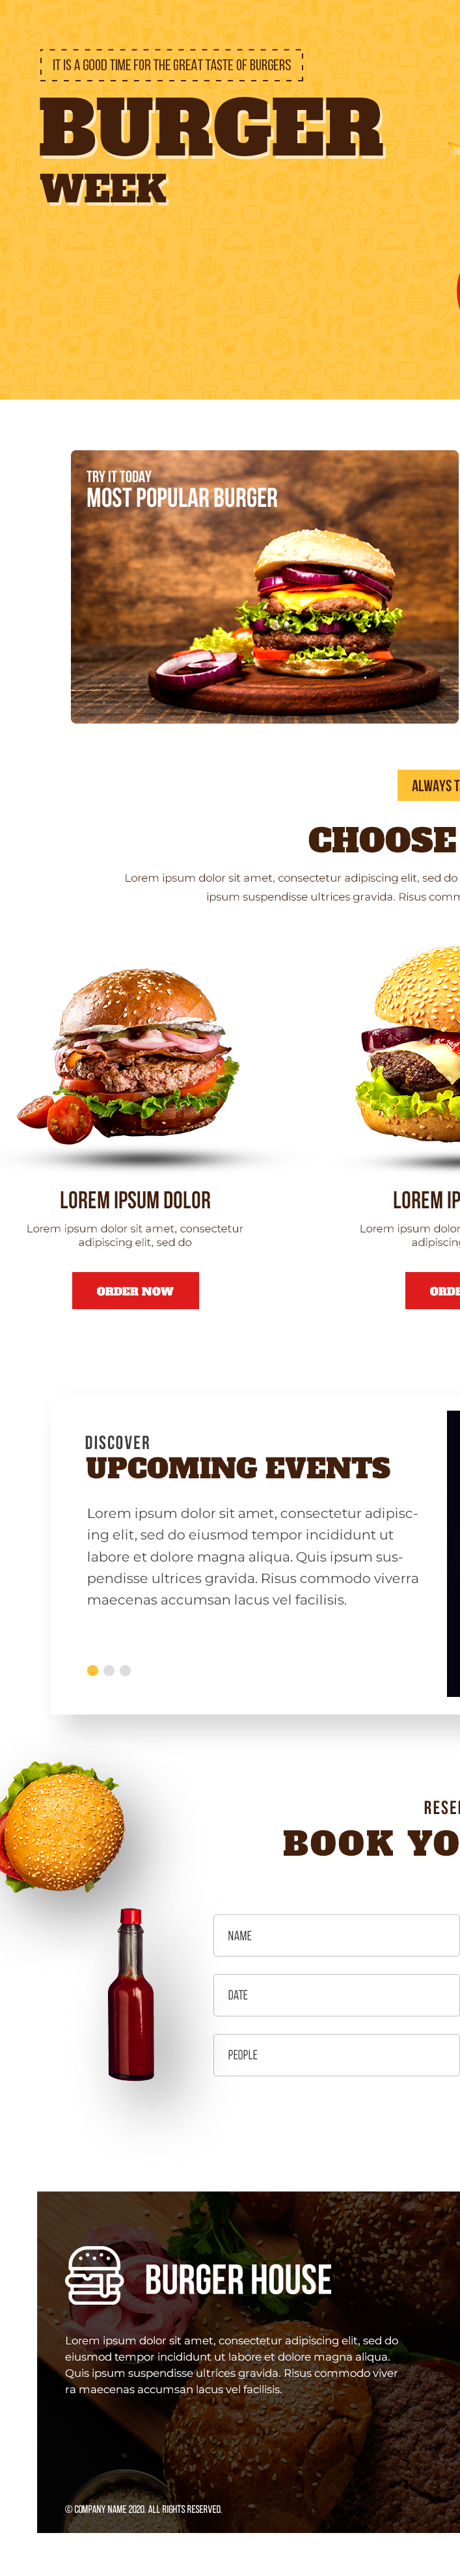 IT IS A GOOD TIME FOR THE GREAT TASTE OF BURGERS
BURGER
WEEK
TRY IT TODAY
MOST POPULAR BURGER
ALWAYS
CHOOSE
Lorem ipsum dolor sit amet, consectetur adipiscing elit, sed do
ipsum suspendisse ultrices gravida. Risus comm
LOREM IPSUM DOLOR
Lorem ipsum dolor sit amet, consectetur
adipiscing elit, sed do
ORDER NOW
LOREM IP
Lorem ipsum dolor
adipiscing
ORDE
DISCOVER
UPCOMING EVENTS
Lorem ipsum dolor sit amet, consectetur adipisc-
ing elit, sed do eiusmod tempor incididunt ut
labore et dolore magna aliqua. Quis ipsum sus-
pendisse ultrices gravida. Risus commodo viverra
maecenas accumsan lacus vel facilisis.
RESE
BOOK YO
NAME
DATE
PEOPLE
BURGER HOUSE
Lorem ipsum dolor sit amet, consectetur adipiscing elit, sed do
eiusmod tempor incididunt ut labore et dolore magna aliqua.
Quis ipsum suspendisse ultrices gravida. Risus commodo viver
ra maecenas accumsan lacus vel facilisis.
© COMPANY NAME 2020. ALL RIGHTS RESERVED.